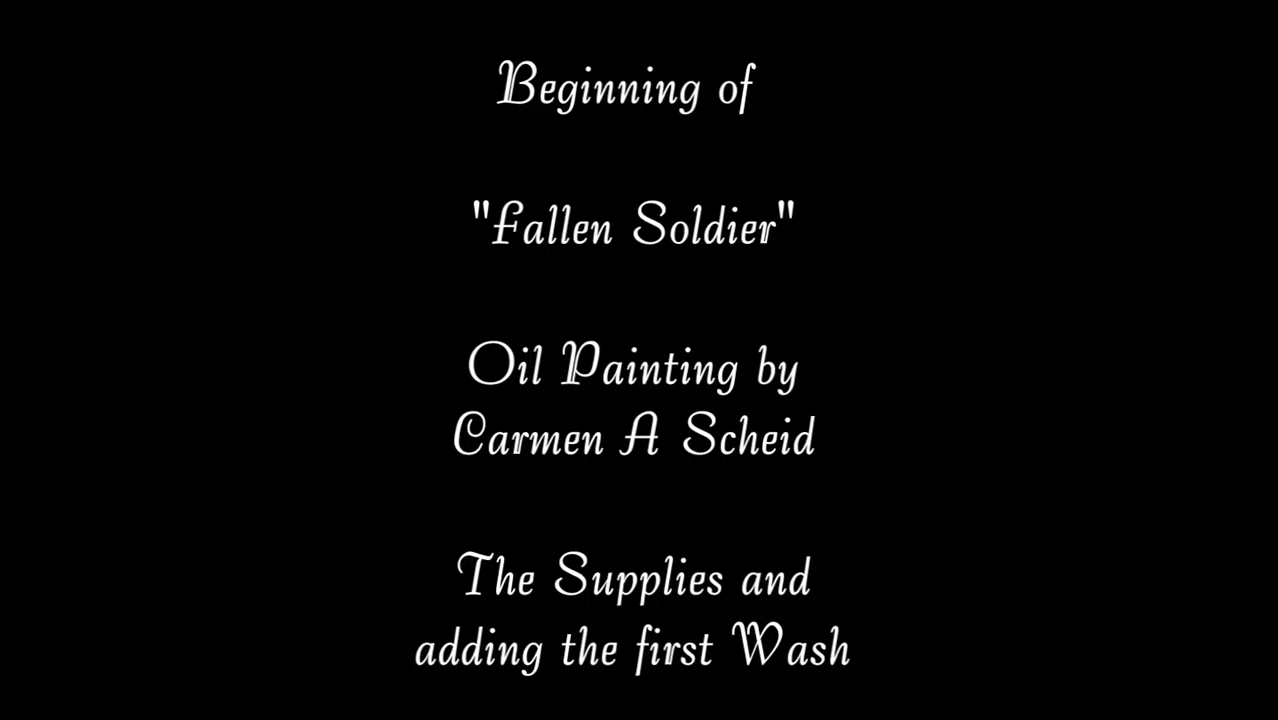 Beginning of
"Fallen Soldier"
Oil Painting by
Carmen A Scheid
The Supplies and
adding the first Wash